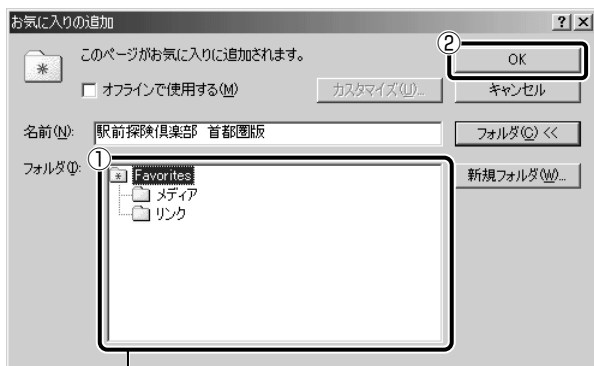 お気に入りの追加
このページがお気に入りに追加されます。
② OK
オフラインで使用する(M) カスタマイズ(U)... キャンセル
名前(N): 駅前探険倶楽部 首都圏版 フォルダ(C) <<
①
フォルダ(I): Favorites 新規フォルダ(W)...
メディア
リンク